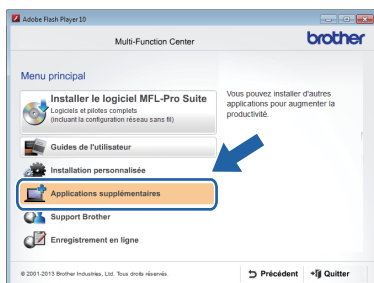 Adobe Flash Player 10
Multi-Function Center
brother
Menu principal
Installer le logiciel MFL-Pro Suite
Logiciels et pilotes complets
(incluant la configuration réseau sans fil)
Vous pouvez installer d'autres
applications pour augmenter la
productivité.
Guides de l'utilisateur
Installation personnalisée
Applications supplémentaires
Support Brother
Enregistrement en ligne
© 2001-2013 Brother Industries, Ltd. Tous droits réservés.
Précédent
Quitter